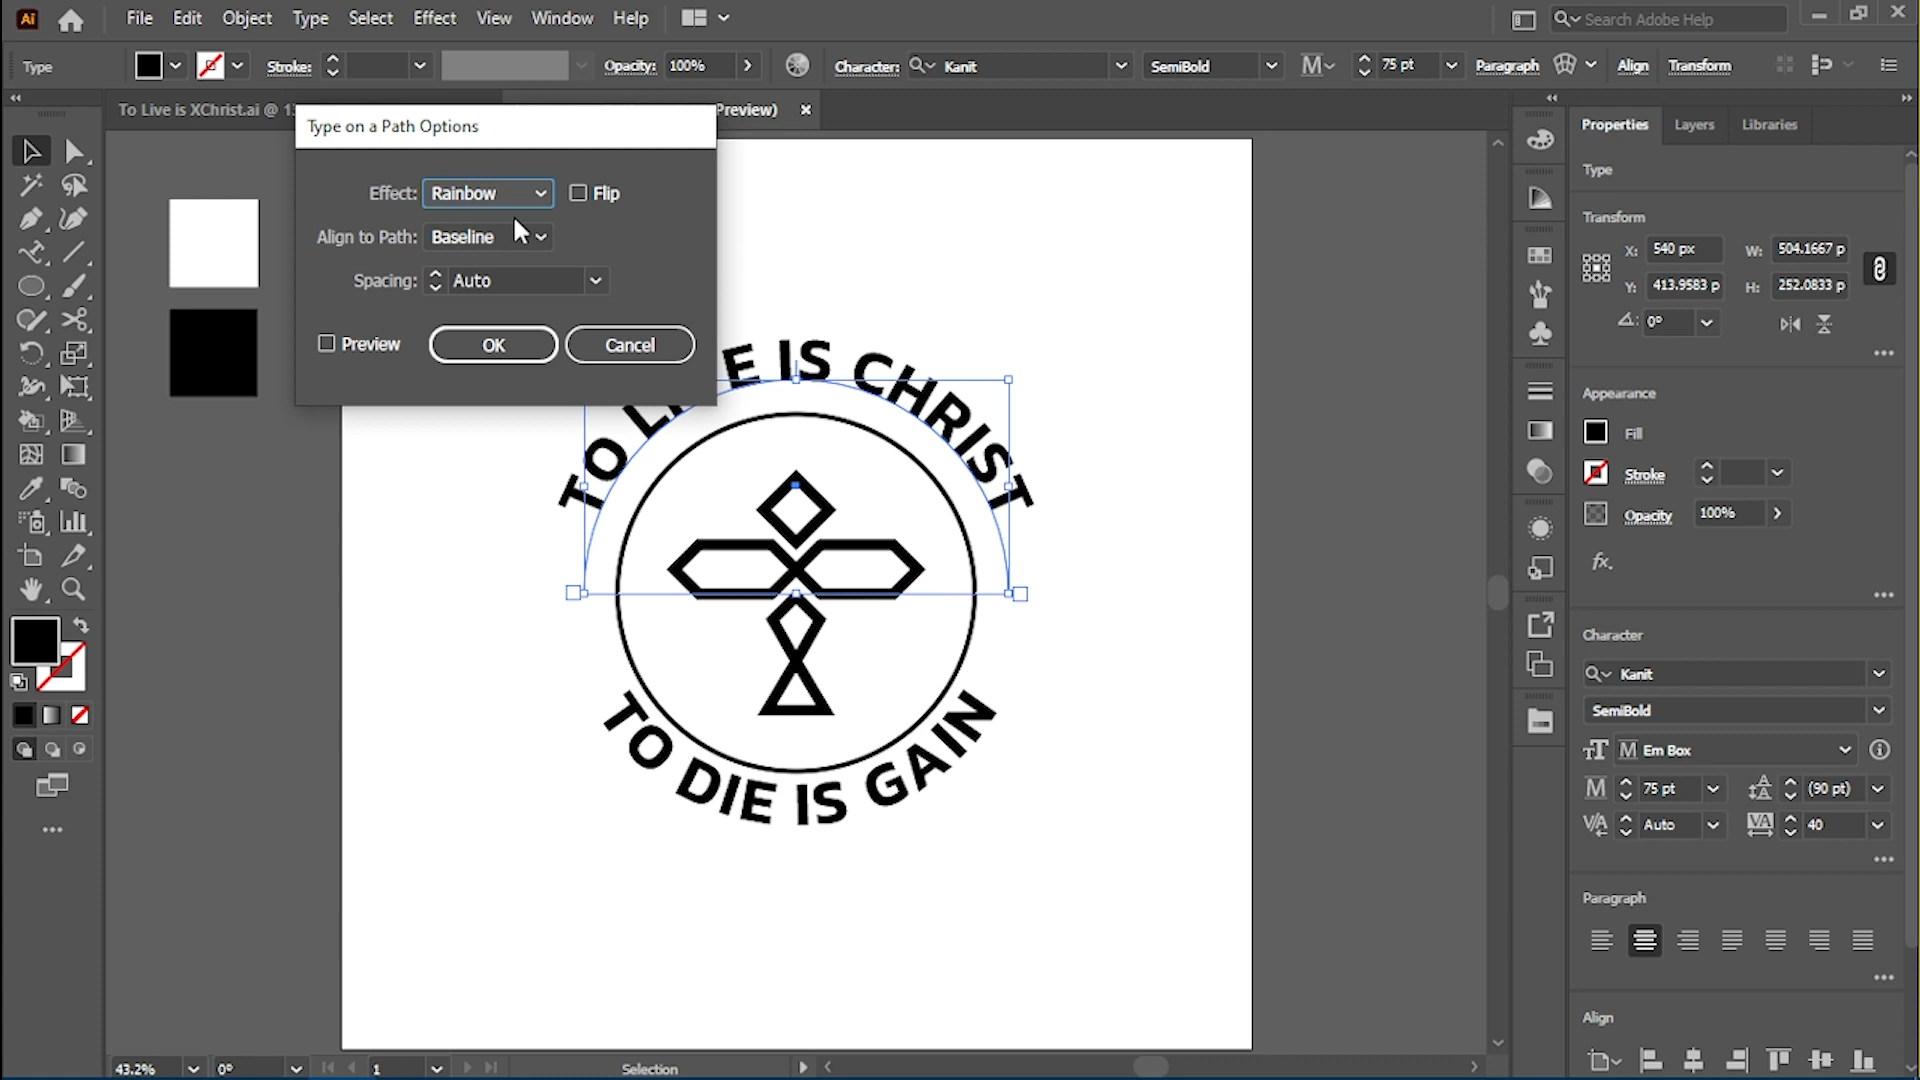 Ai File Edit Object Type Select Effect View Window Help Search Adobe Help
Type Stroke: Opacity: 100% Character: Kanit SemiBold 75 pt Paragraph Align Transform
To Live is XChrist.ai @ 1 Preview) ×
Type on a Path Options
Effect: Rainbow Flip
Align to Path: Baseline
Spacing: Auto
Preview OK Cancel
TO LIVE IS CHRIST
TO DIE IS GAIN
Properties Layers Libraries
Type
Transform
X: 540 px W: 504.1667 p
Y: 413.9583 p H: 252.0833 p
0°
Appearance
Fill
Stroke
Opacity 100%
fx.
Character
Kanit
SemiBold
Em Box
75 pt (90 pt)
Auto 40
Paragraph
Align
43.2% 0° 1 Selection